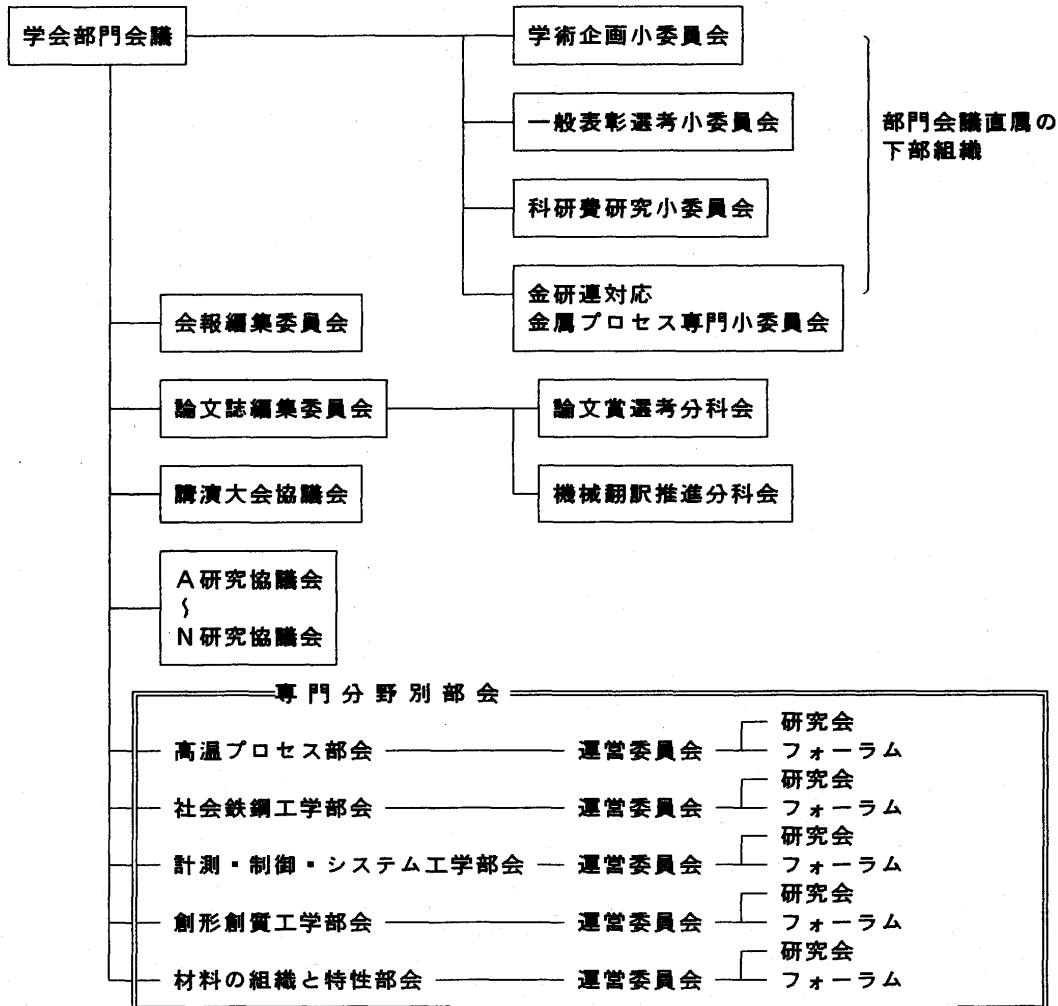 学会部門会議
学術企画小委員会
一般表彰選考小委員会
部門会議直属の
下部組織
科研費研究小委員会
金研連対応
金属プロセス専門小委員会
会報編集委員会
論文誌編集委員会
論文賞選考分科会
講演大会協議会
機械翻訳推進分科会
A研究協議会
〜
N研究協議会
専門分野別部会
高温プロセス部会 運営委員会 研究会
フォーラム
社会鉄鋼工学部会 運営委員会 研究会
フォーラム
計測・制御・システム工学部会 運営委員会 研究会
フォーラム
創形創質工学部会 運営委員会 研究会
フォーラム
材料の組織と特性部会 運営委員会 研究会
フォーラム